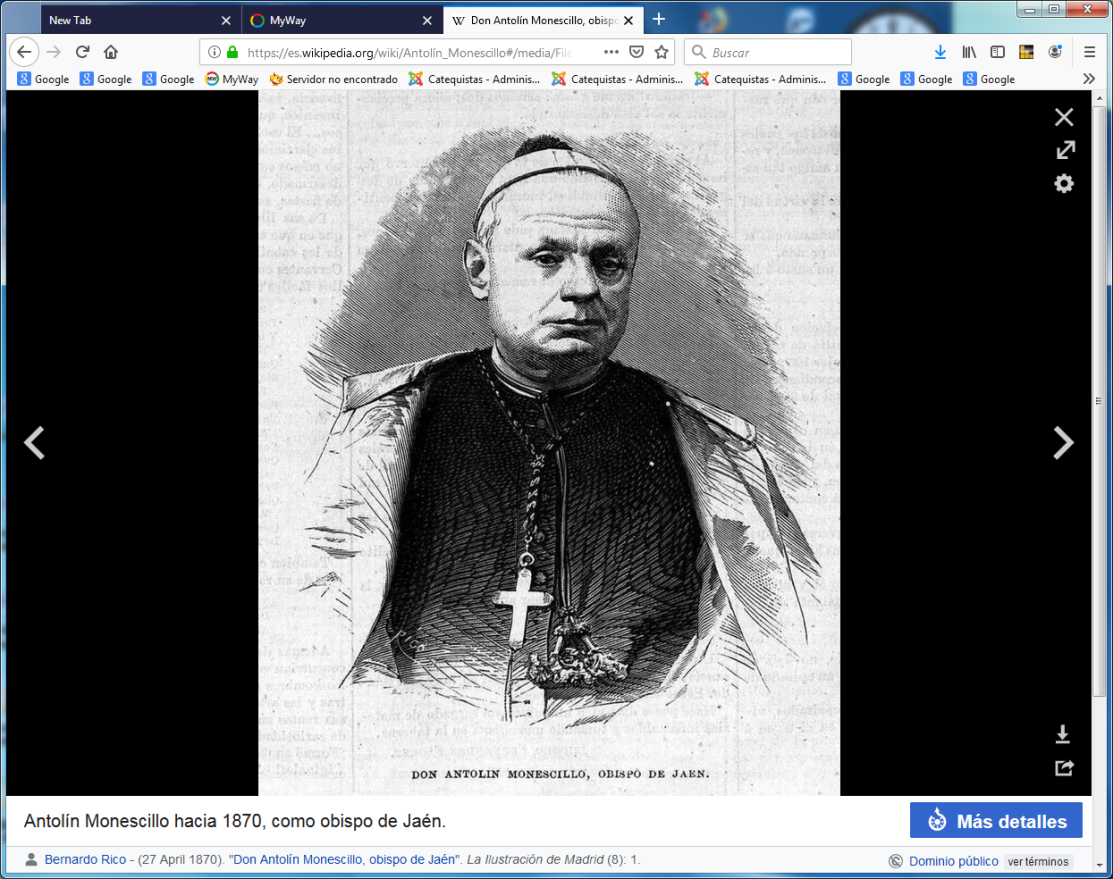 New Tab
MyWay
Don Antolín Monescillo, obispo
https://es.wikipedia.org/wiki/Antolín_Monescillo#/media/File
Buscar
Google
Google
Google
MyWay
Servidor no encontrado
Catequistas - Adminis...
Catequistas - Adminis...
Catequistas - Adminis...
Google
Google
Google
Rico
DON ANTOLIN MONESCILLO, OBISPO DE JAEN.
Antolín Monescillo hacia 1870, como obispo de Jaén.
Más detalles
Bernardo Rico - (27 April 1870). "Don Antolín Monescillo, obispo de Jaén". La Ilustración de Madrid (8): 1.
Dominio público
ver términos